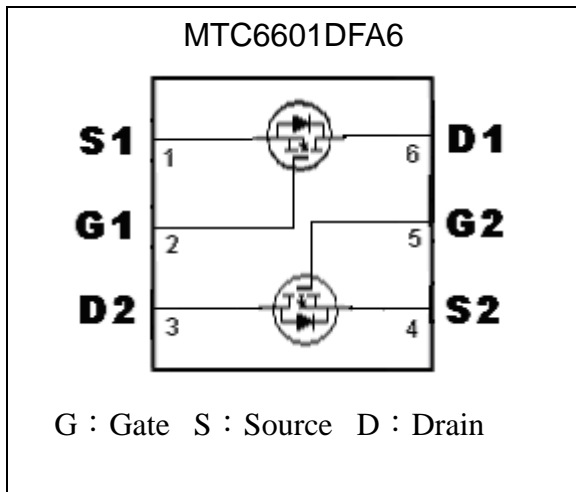 MTC6601DFA6
S1 1 6 D1
G1 2 5 G2
D2 3 4 S2
G：Gate S：Source D：Drain